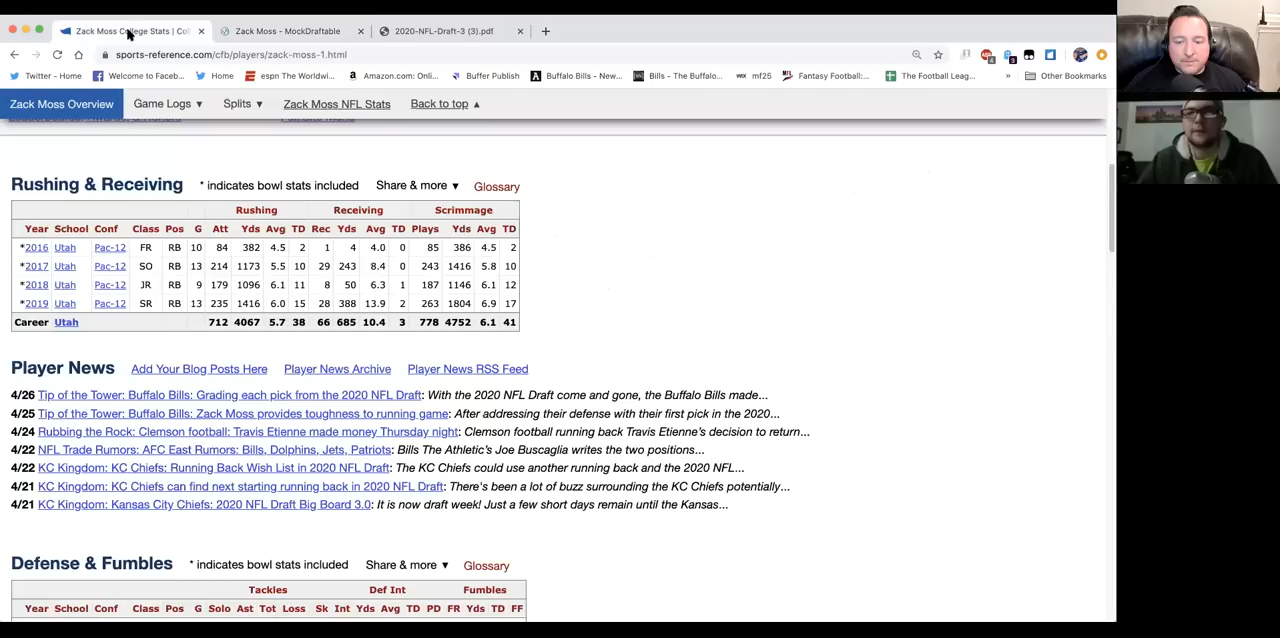 Zack Moss College Stats | Coll
Zack Moss - MockDraftable
2020-NFL-Draft-3 (3).pdf
sports-reference.com/cfb/players/zack-moss-1.html
Twitter - Home Welcome to Faceb... Home espn The Worldwi... Amazon.com: Onli... Buffer Publish Buffalo Bills - New... Bills - The Buffalo... mf25 Fantasy Football:... The Football Leag... » Other Bookmarks
Zack Moss Overview Game Logs ▼ Splits ▼ Zack Moss NFL Stats Back to top ▲
Rushing & Receiving * indicates bowl stats included Share & more ▼ Glossary
Rushing Receiving Scrimmage
Year School Conf Class Pos G Att Yds Avg TD Rec Yds Avg TD Plays Yds Avg TD
*2016 Utah Pac-12 FR RB 10 84 382 4.5 2 1 4 4.0 0 85 386 4.5 2
*2017 Utah Pac-12 SO RB 13 214 1173 5.5 10 29 243 8.4 0 243 1416 5.8 10
*2018 Utah Pac-12 JR RB 9 179 1096 6.1 11 8 50 6.3 1 187 1146 6.1 12
*2019 Utah Pac-12 SR RB 13 235 1416 6.0 15 28 388 13.9 2 263 1804 6.9 17
Career Utah 712 4067 5.7 38 66 685 10.4 3 778 4752 6.1 41
Player News Add Your Blog Posts Here Player News Archive Player News RSS Feed
4/26 Tip of the Tower: Buffalo Bills: Grading each pick from the 2020 NFL Draft: With the 2020 NFL Draft come and gone, the Buffalo Bills made...
4/25 Tip of the Tower: Buffalo Bills: Zack Moss provides toughness to running game: After addressing their defense with their first pick in the 2020...
4/24 Rubbing the Rock: Clemson football: Travis Etienne made money Thursday night: Clemson football running back Travis Etienne's decision to return...
4/22 NFL Trade Rumors: AFC East Rumors: Bills, Dolphins, Jets, Patriots: Bills The Athletic's Joe Buscaglia writes the two positions...
4/22 KC Kingdom: KC Chiefs: Running Back Wish List in 2020 NFL Draft: The KC Chiefs could use another running back and the 2020 NFL...
4/21 KC Kingdom: KC Chiefs can find next starting running back in 2020 NFL Draft: There's been a lot of buzz surrounding the KC Chiefs potentially...
4/21 KC Kingdom: Kansas City Chiefs: 2020 NFL Draft Big Board 3.0: It is now draft week! Just a few short days remain until the Kansas...
Defense & Fumbles * indicates bowl stats included Share & more ▼ Glossary
Tackles Def Int Fumbles
Year School Conf Class Pos G Solo Ast Tot Loss Sk Int Yds Avg TD PD FR Yds TD FF